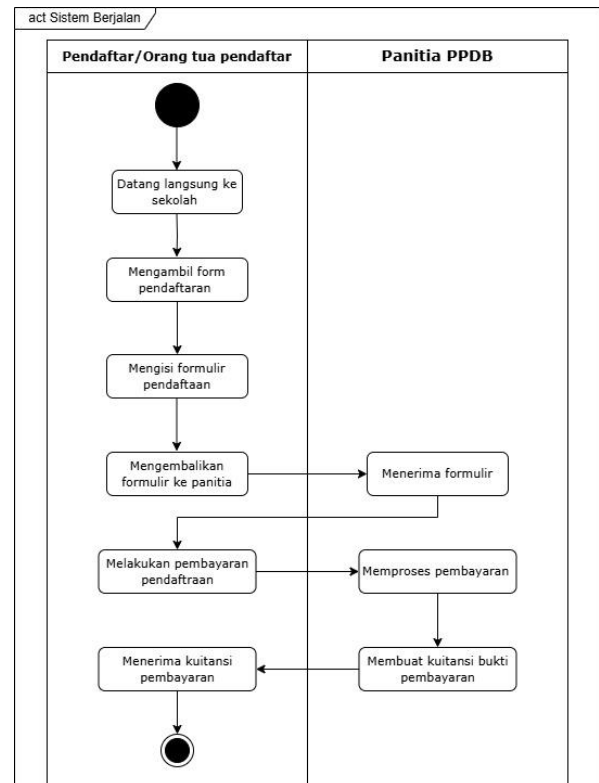 act Sistem Berjalan
Pendaftar/Orang tua pendaftar
Panitia PPDB
Datang langsung ke
sekolah
Mengambil form
pendaftaran
Mengisi formulir
pendaftaan
Mengembalikan
formulir ke panitia
Menerima formulir
Melakukan pembayaran
pendaftraan
Memproses pembayaran
Membuat kuitansi bukti
pembayaran
Menerima kuitansi
pembayaran